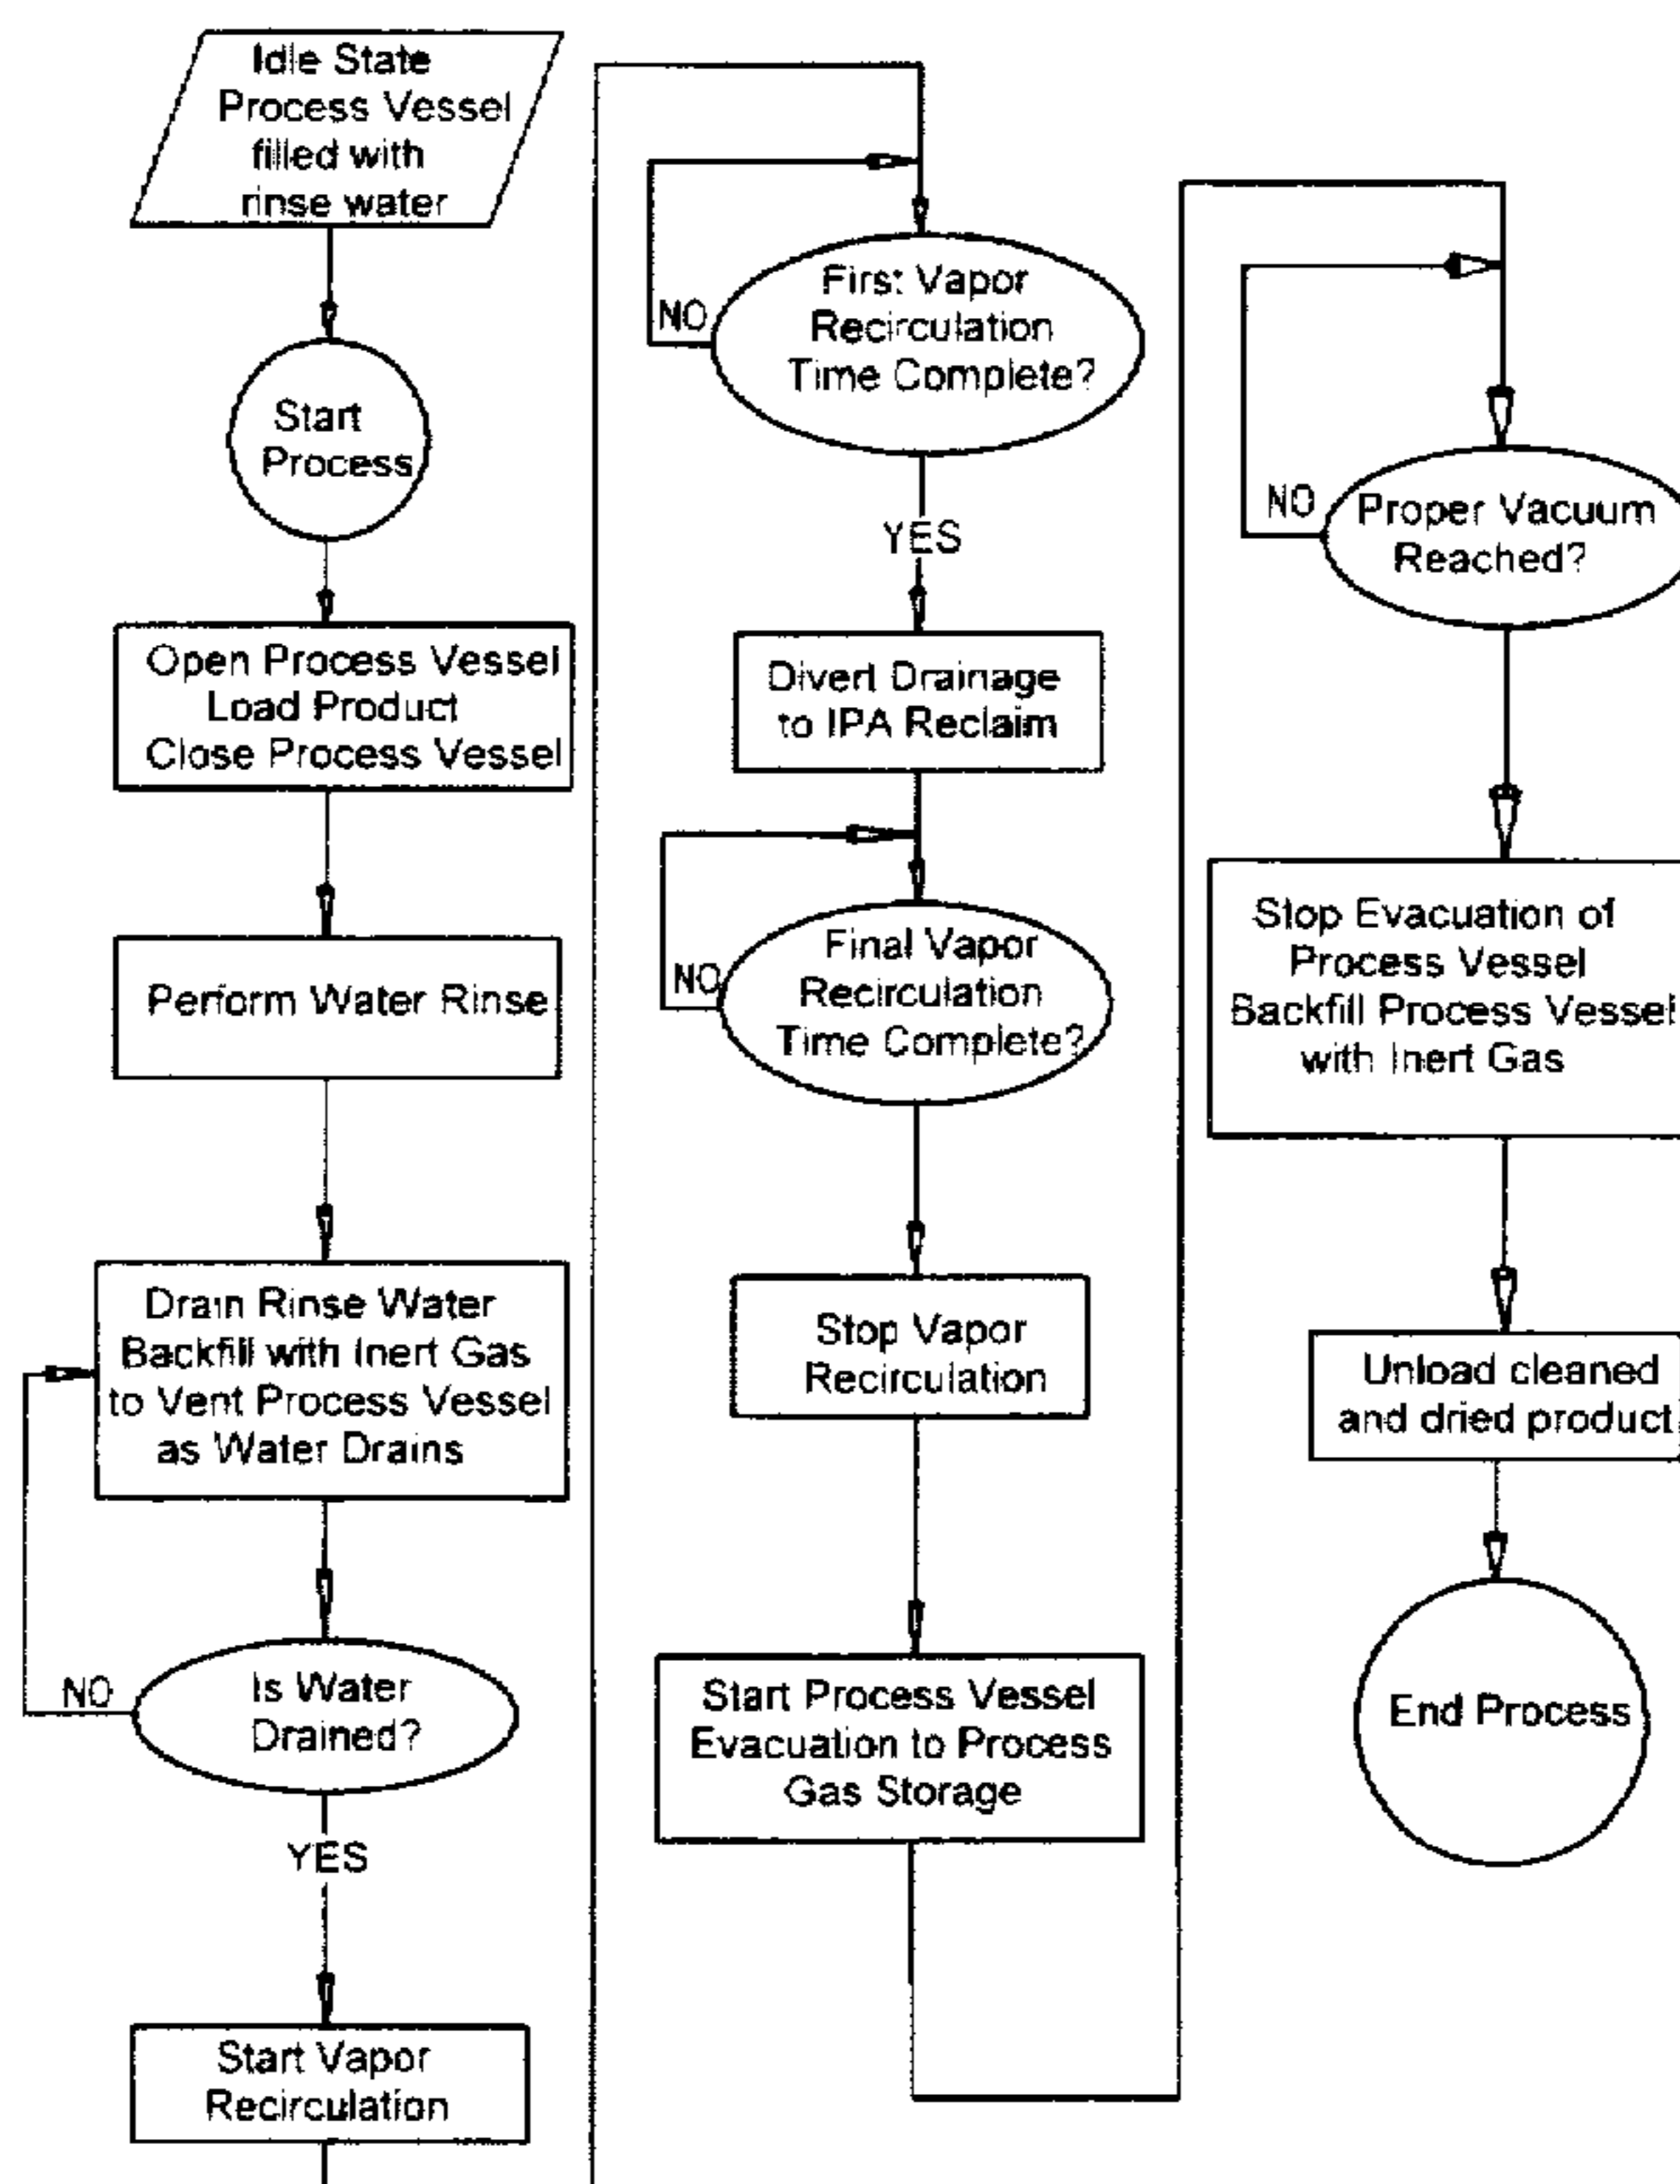 Idle State
Process Vessel
filled with
rinse water
Start
Process
Open Process Vessel
Load Product
Close Process Vessel
Perform Water Rinse
Drain Rinse Water
Backfill with Inert Gas
to Vent Process Vessel
as Water Drains
NO
Is Water
Drained?
YES
Start Vapor
Recirculation
First Vapor
Recirculation
Time Complete?
NO
YES
Divert Drainage
to IPA Reclaim
Final Vapor
Recirculation
Time Complete?
NO
Stop Vapor
Recirculation
Start Process Vessel
Evacuation to Process
Gas Storage
NO
Proper Vacuum
Reached?
Stop Evacuation of
Process Vessel
Backfill Process Vessel
with Inert Gas
Unload cleaned
and dried product
End Process